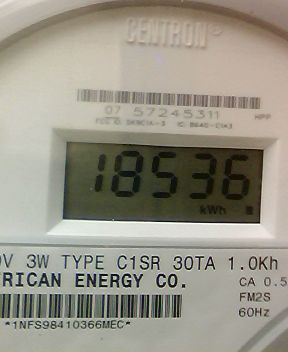 CENTRON®
07 57245311 HPP
18536
kWh
V 3W TYPE C1SR 30TA 1.0Kh
RICAN ENERGY CO. CA 0.5
FM2S
*1NFS98410366MEC* 60Hz